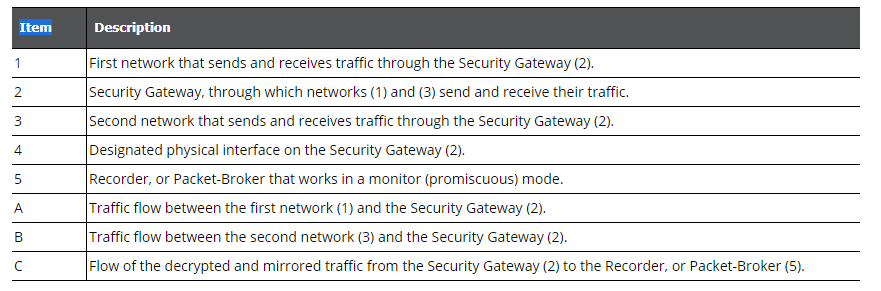 Item Description
1 First network that sends and receives traffic through the Security Gateway (2).
2 Security Gateway, through which networks (1) and (3) send and receive their traffic.
3 Second network that sends and receives traffic through the Security Gateway (2).
4 Designated physical interface on the Security Gateway (2).
5 Recorder, or Packet-Broker that works in a monitor (promiscuous) mode.
A Traffic flow between the first network (1) and the Security Gateway (2).
B Traffic flow between the second network (3) and the Security Gateway (2).
C Flow of the decrypted and mirrored traffic from the Security Gateway (2) to the Recorder, or Packet-Broker (5).